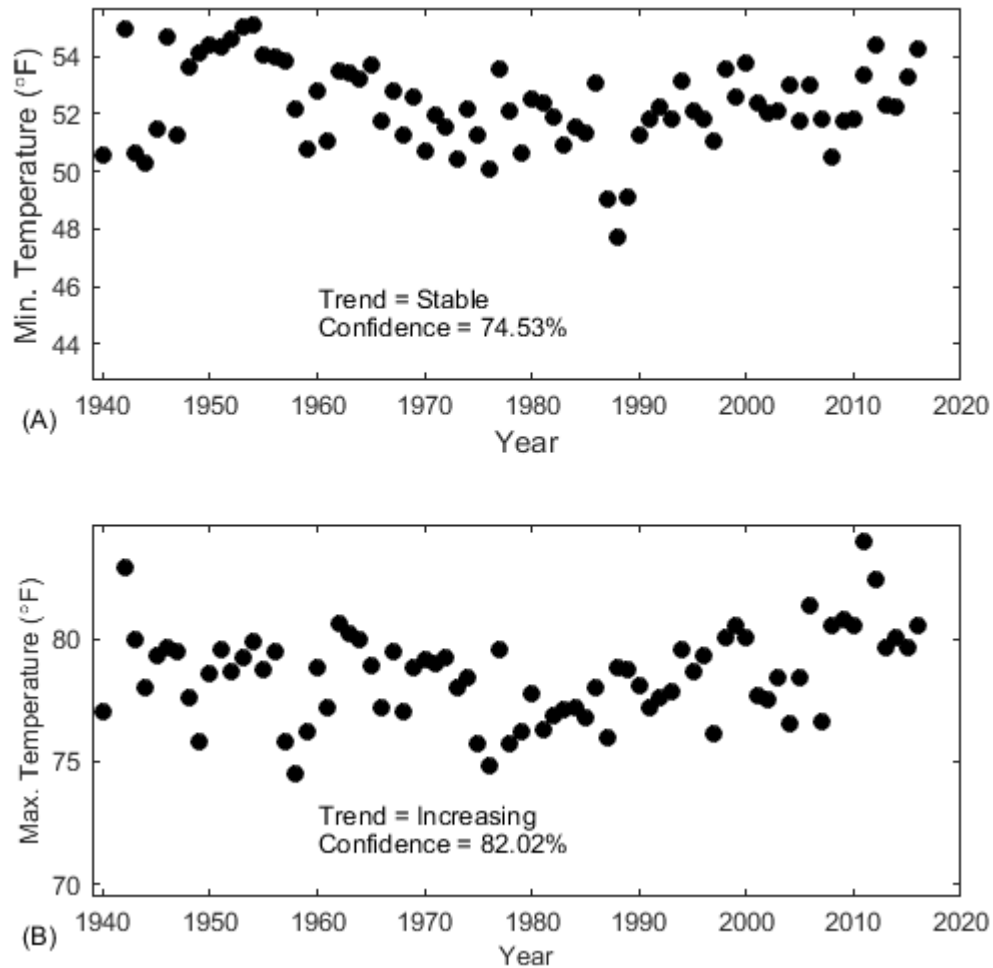 Min. Temperature (°F)
54
52
50
48
46
44
Trend = Stable
Confidence = 74.53%
1940 1950 1960 1970 1980 1990 2000 2010 2020
(A)
Year
Max. Temperature (°F)
80
75
70
Trend = Increasing
Confidence = 82.02%
1940 1950 1960 1970 1980 1990 2000 2010 2020
(B)
Year